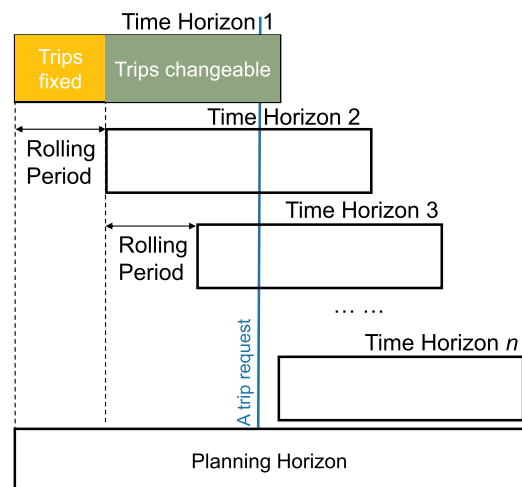 Time Horizon 1
Trips
fixed
Trips changeable
Time Horizon 2
Rolling
Period
Time Horizon 3
Rolling
Period
... ...
Time Horizon n
A trip request
Planning Horizon